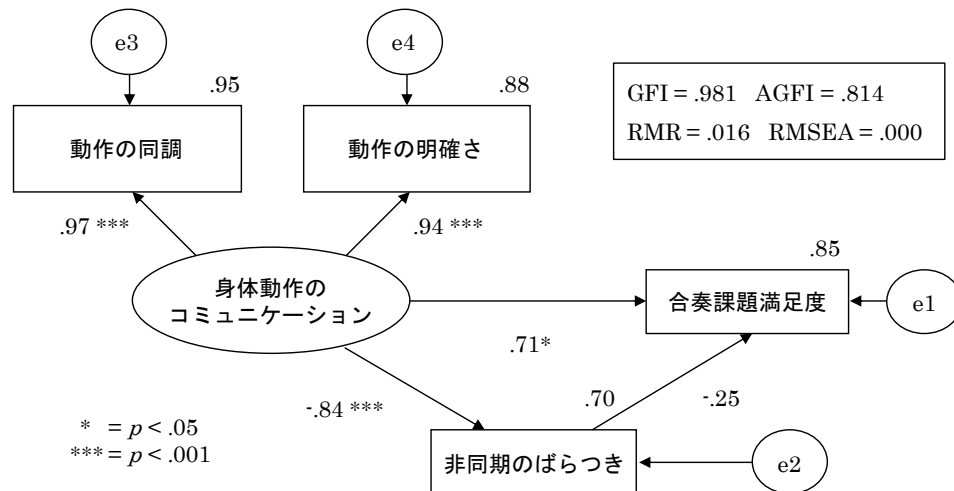 e3
e4
.95
.88
GFI = .981 AGFI = .814
RMR = .016 RMSEA = .000
動作の同調
動作の明確さ
.97 ***
.94 ***
.85
身体動作の
コミュニケーション
合奏課題満足度
e1
.71*
-.84 ***
.70
-.25
* = p < .05
*** = p < .001
非同期のばらつき
e2